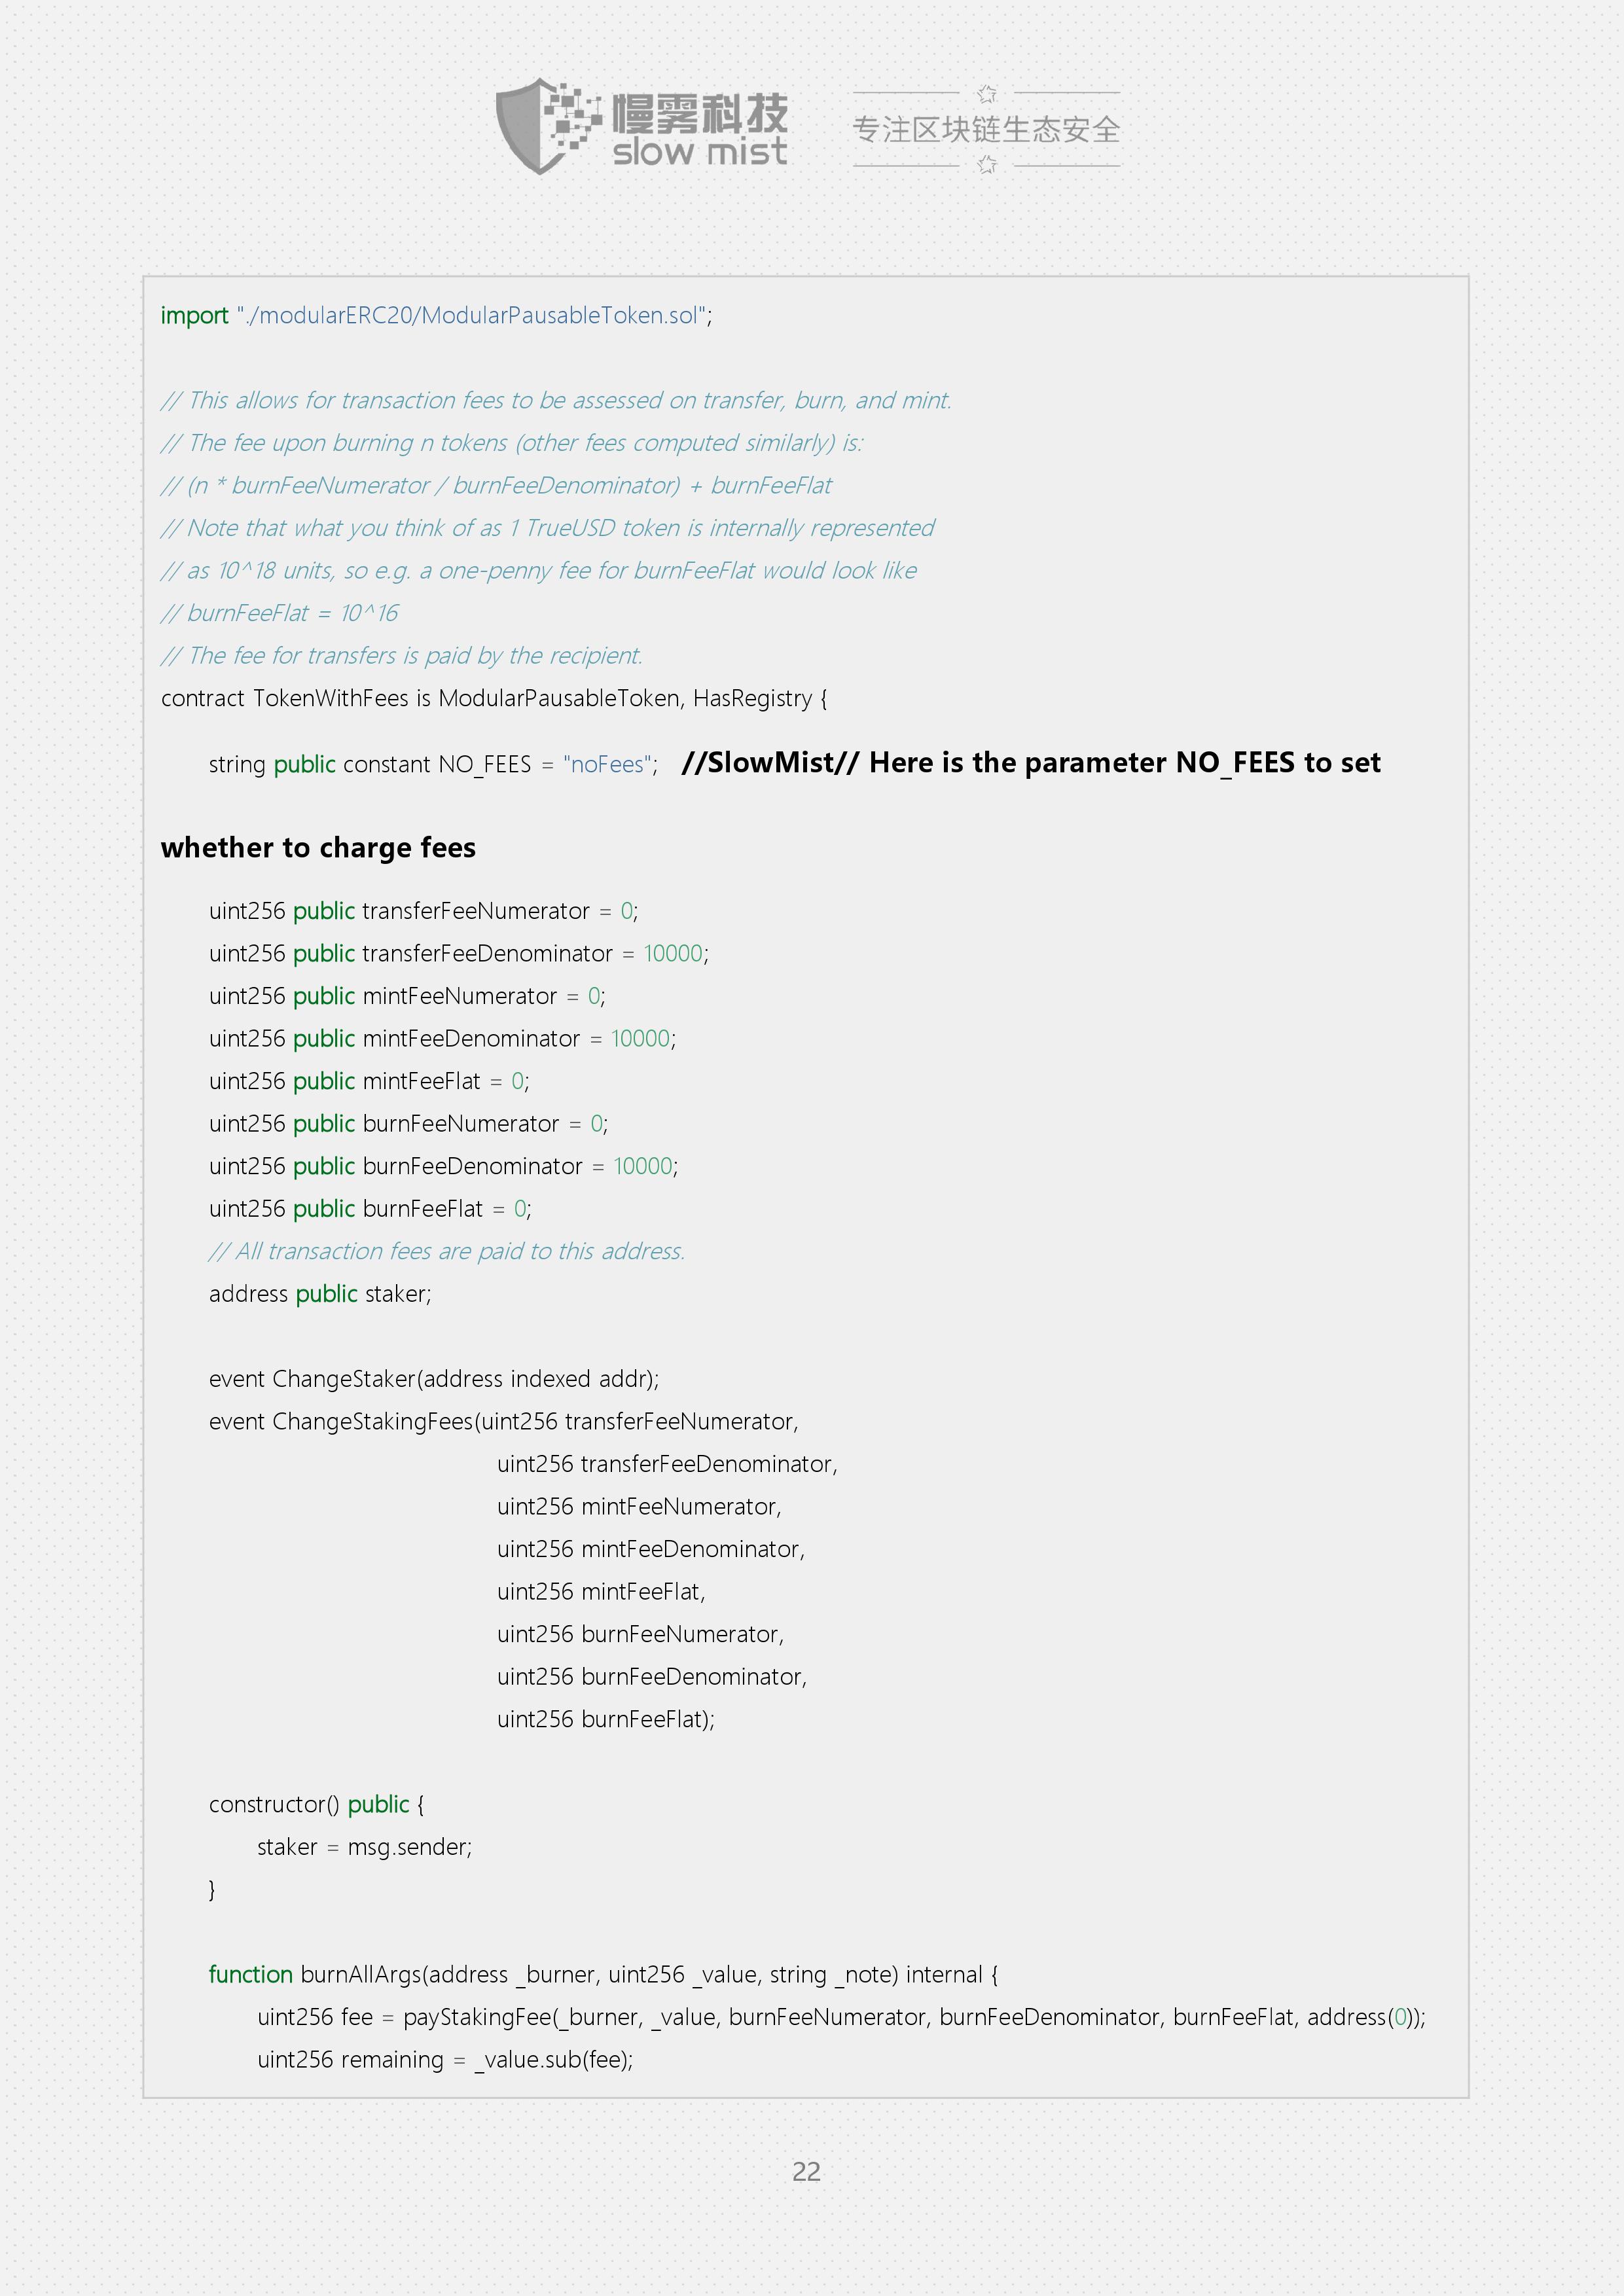 慢雾科技
slow mist
专注区块链生态安全
import "./modularERC20/ModularPausableToken.sol";
// This allows for transaction fees to be assessed on transfer, burn, and mint.
// The fee upon burning n tokens (other fees computed similarly) is:
// (n * burnFeeNumerator / burnFeeDenominator) + burnFeeFlat
// Note that what you think of as 1 TrueUSD token is internally represented
// as 10^18 units, so e.g. a one-penny fee for burnFeeFlat would look like
// burnFeeFlat = 10^16
// The fee for transfers is paid by the recipient.
contract TokenWithFees is ModularPausableToken, HasRegistry {
string public constant NO_FEES = "noFees"; //SlowMist// Here is the parameter NO_FEES to set
whether to charge fees
uint256 public transferFeeNumerator = 0;
uint256 public transferFeeDenominator = 10000;
uint256 public mintFeeNumerator = 0;
uint256 public mintFeeDenominator = 10000;
uint256 public mintFeeFlat = 0;
uint256 public burnFeeNumerator = 0;
uint256 public burnFeeDenominator = 10000;
uint256 public burnFeeFlat = 0;
// All transaction fees are paid to this address.
address public staker;
event ChangeStaker(address indexed addr);
event ChangeStakingFees(uint256 transferFeeNumerator,
uint256 transferFeeDenominator,
uint256 mintFeeNumerator,
uint256 mintFeeDenominator,
uint256 mintFeeFlat,
uint256 burnFeeNumerator,
uint256 burnFeeDenominator,
uint256 burnFeeFlat);
constructor() public {
staker = msg.sender;
}
function burnAllArgs(address _burner, uint256 _value, string _note) internal {
uint256 fee = payStakingFee(_burner, _value, burnFeeNumerator, burnFeeDenominator, burnFeeFlat, address(0));
uint256 remaining = _value.sub(fee);
22